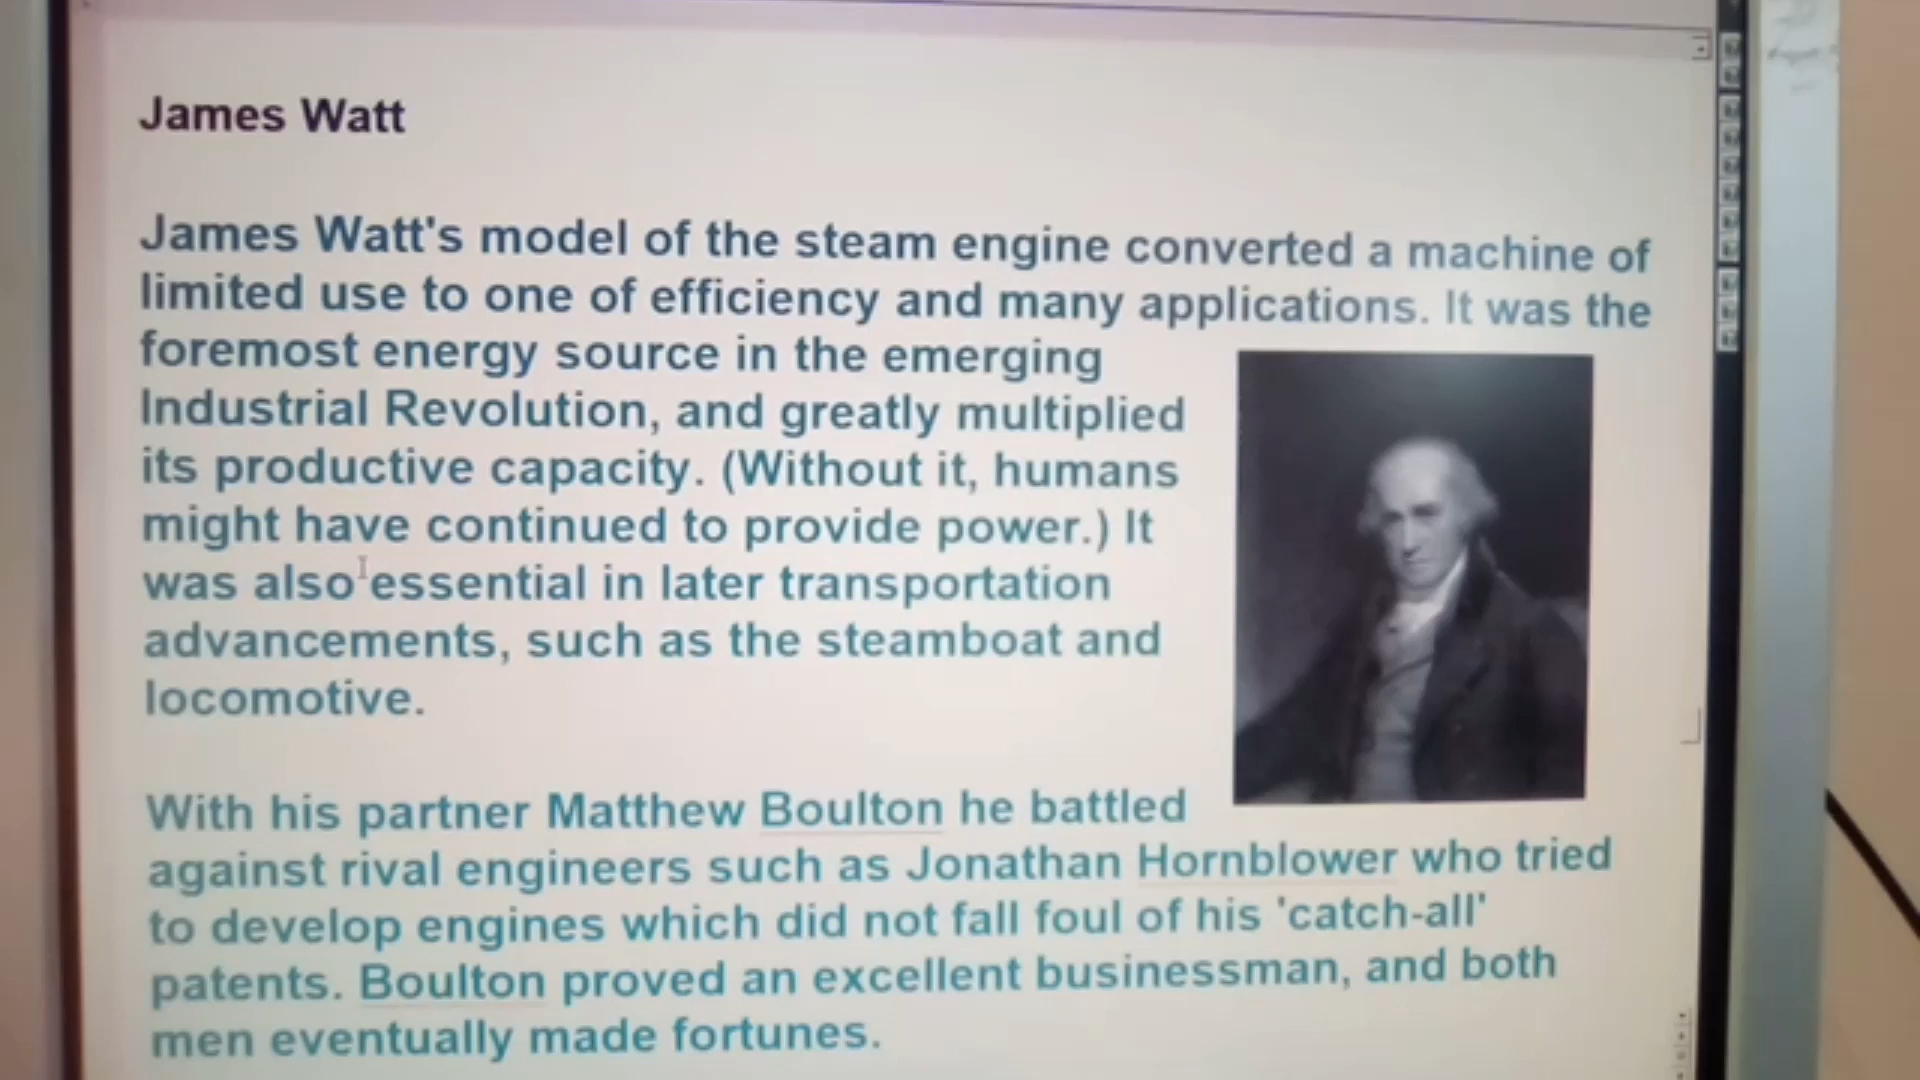 James Watt
James Watt's model of the steam engine converted a machine of
limited use to one of efficiency and many applications. It was the
foremost energy source in the emerging
Industrial Revolution, and greatly multiplied
its productive capacity. (Without it, humans
might have continued to provide power.) It
was also essential in later transportation
advancements, such as the steamboat and
locomotive.
With his partner Matthew Boulton he battled
against rival engineers such as Jonathan Hornblower who tried
to develop engines which did not fall foul of his 'catch-all'
patents. Boulton proved an excellent businessman, and both
men eventually made fortunes.